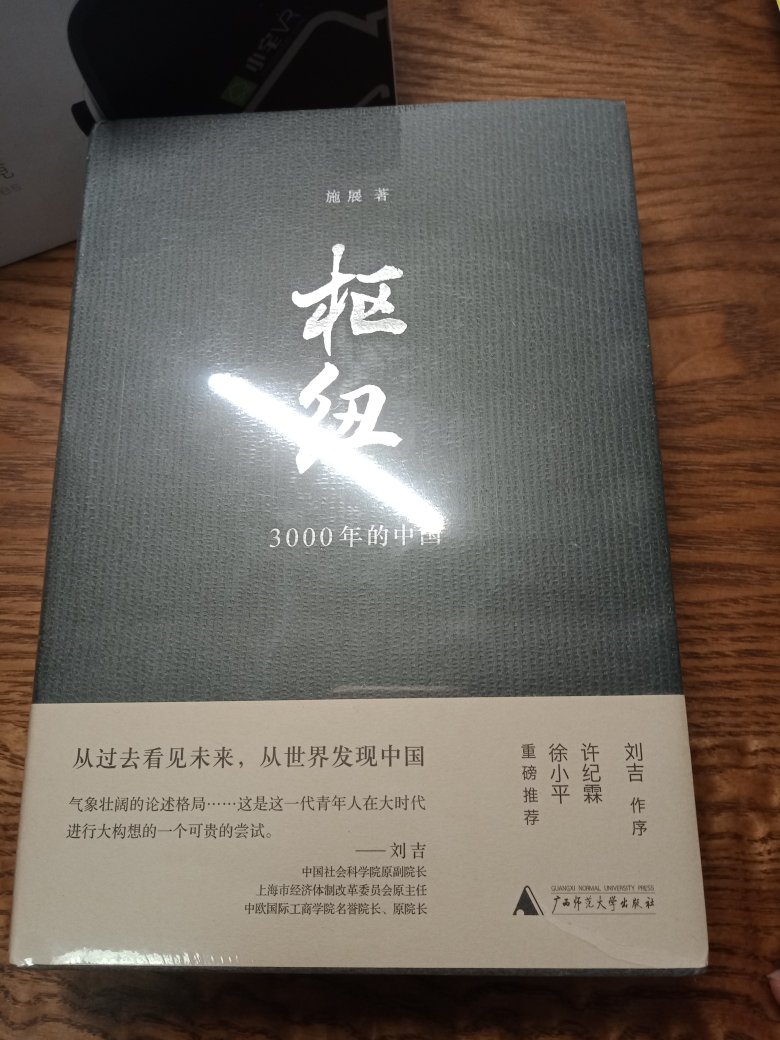 小宅VR
施展 著
枢纽
3000年的中国
从过去看见未来，从世界发现中国
气象壮阔的论述格局……这是这一代青年人在大时代
进行大构想的一个可贵的尝试。
——刘吉
中国社会科学院原副院长
上海市经济体制改革委员会原主任
中欧国际工商学院名誉院长、原院长
刘吉 作序
许纪霖
徐小平
重磅推荐
GUANGXI NORMAL UNIVERSITY PRESS
广西师范大学出版社